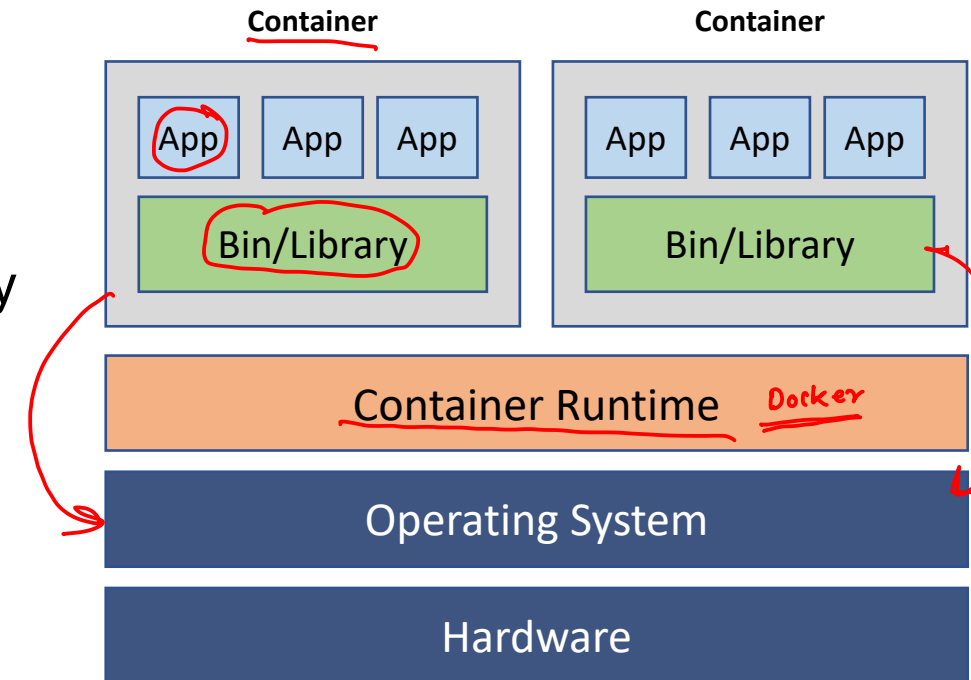 Container Container
App App App App App App
Bin/Library Bin/Library
y
Container Runtime Docker
Operating System
Hardware